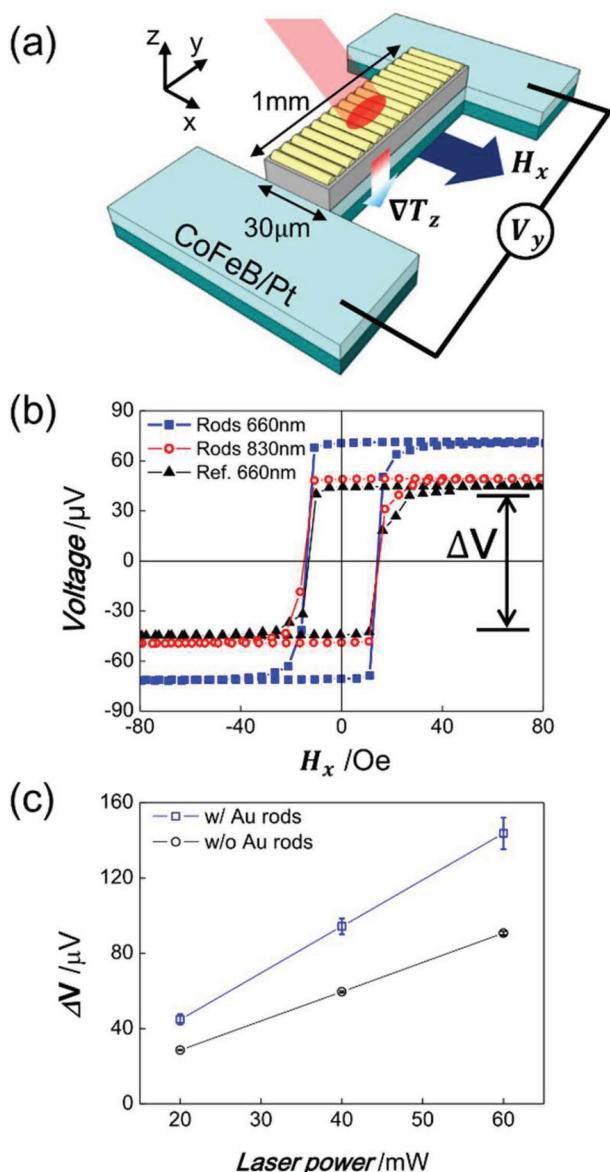 (a)
z
y
x
1mm
30μm
CoFeB/Pt
∇T_z
H_x
V_y
(b)
Voltage /μV
90
60
30
0
-30
-60
-90
Rods 660nm
Rods 830nm
Ref. 660nm
ΔV
-80 -40 0 40 80
H_x /Oe
(c)
ΔV /μV
160
120
80
40
0
w/ Au rods
w/o Au rods
20 30 40 50 60
Laser power /mW